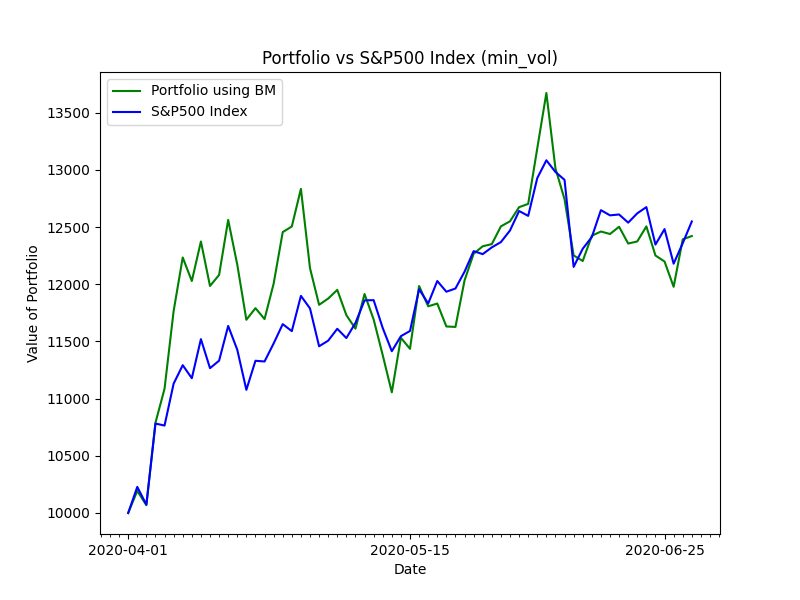 Portfolio vs S&P500 Index (min_vol)
Portfolio using BM
S&P500 Index
13500
13000
12500
12000
11500
11000
10500
10000
Value of Portfolio
2020-04-01
2020-05-15
2020-06-25
Date